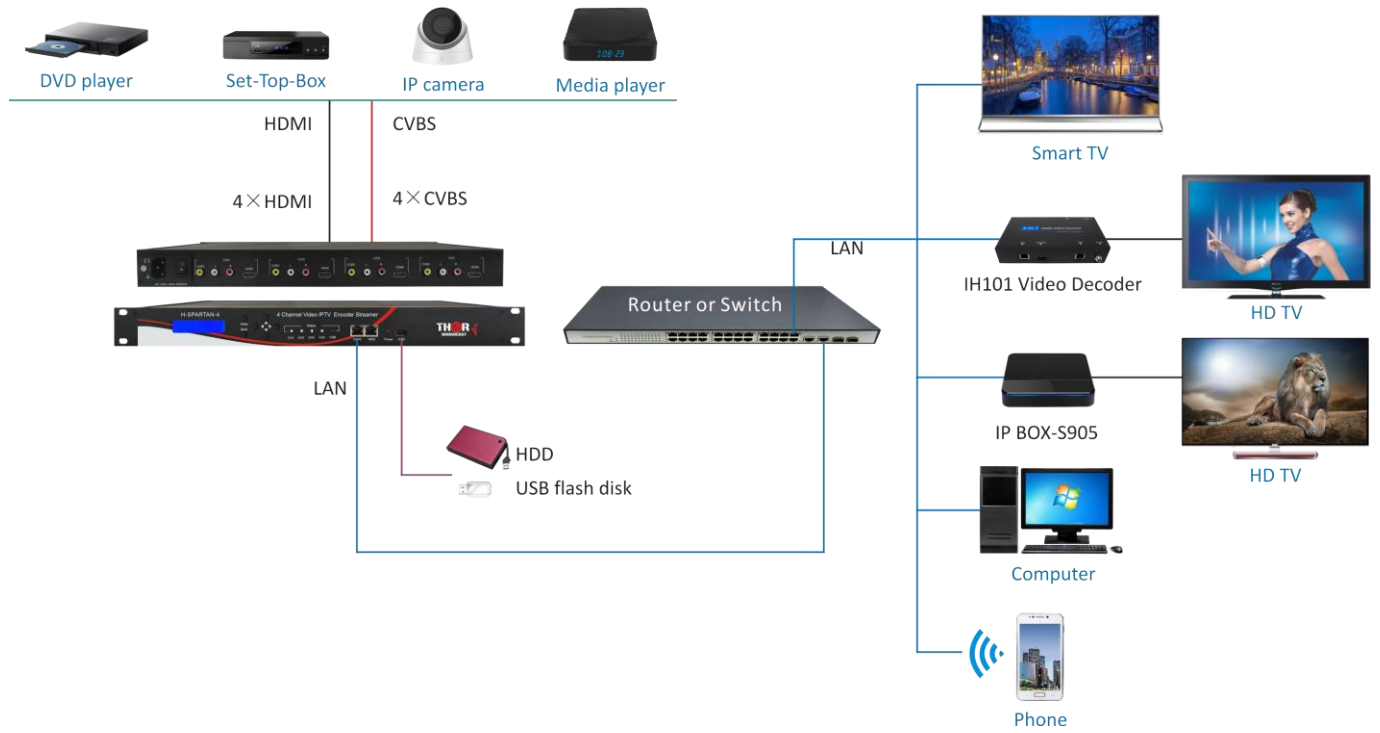 DVD player
Set-Top-Box
IP camera
Media player
HDMI
CVBS
4×HDMI
4×CVBS
H-SPARTAN-4
4 Channel Video IPTV Encoder Streamer
THOR
BROADCAST
LAN
HDD
USB flash disk
Router or Switch
LAN
Smart TV
IH101 Video Decoder
HD TV
IP BOX-S905
HD TV
Computer
Phone